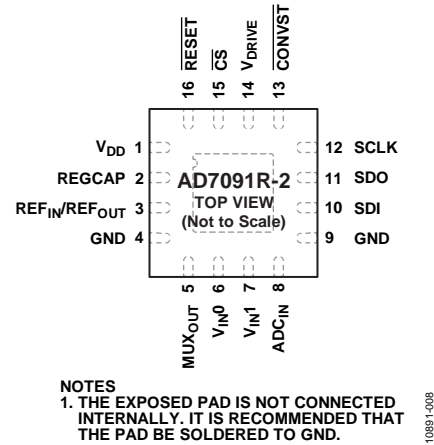 16 RESET
15 CS
14 VDRIVE
13 CONVST
VDD 1
REGCAP 2
REFIN/REFOUT 3
GND 4
12 SCLK
11 SDO
10 SDI
9 GND
AD7091R-2
TOP VIEW
(Not to Scale)
MUXOUT 5
VIN0 6
VIN1 7
ADCIN 8
NOTES
1. THE EXPOSED PAD IS NOT CONNECTED
INTERNALLY. IT IS RECOMMENDED THAT
THE PAD BE SOLDERED TO GND.
10891-008